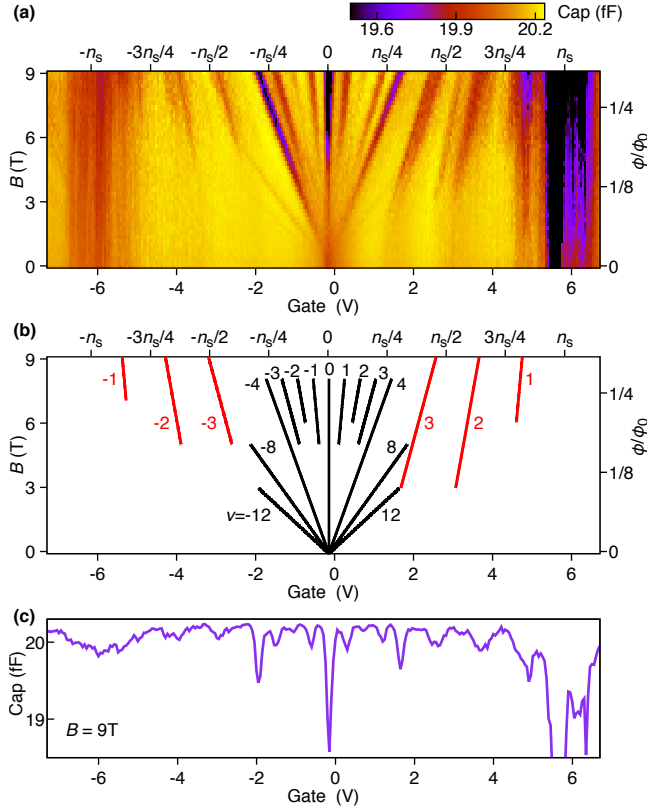 (a)
Cap (fF)
19.6 19.9 20.2
-nₛ -3nₛ/4 -nₛ/2 -nₛ/4 0 nₛ/4 nₛ/2 3nₛ/4 nₛ
9
6
3
0
B (T)
1/4
1/8
0
ϕ/ϕ₀
-6 -4 -2 0 2 4 6
Gate (V)
(b)
-nₛ -3nₛ/4 -nₛ/2 -nₛ/4 0 nₛ/4 nₛ/2 3nₛ/4 nₛ
9
6
3
0
B (T)
-1 -2 -3
-4 -3 -2 -1 0 1 2 3 4
3 2 1
-8 8
ν=-12 12
1/4
1/8
0
ϕ/ϕ₀
-6 -4 -2 0 2 4 6
Gate (V)
(c)
20
19
Cap (fF)
B = 9T
-6 -4 -2 0 2 4 6
Gate (V)